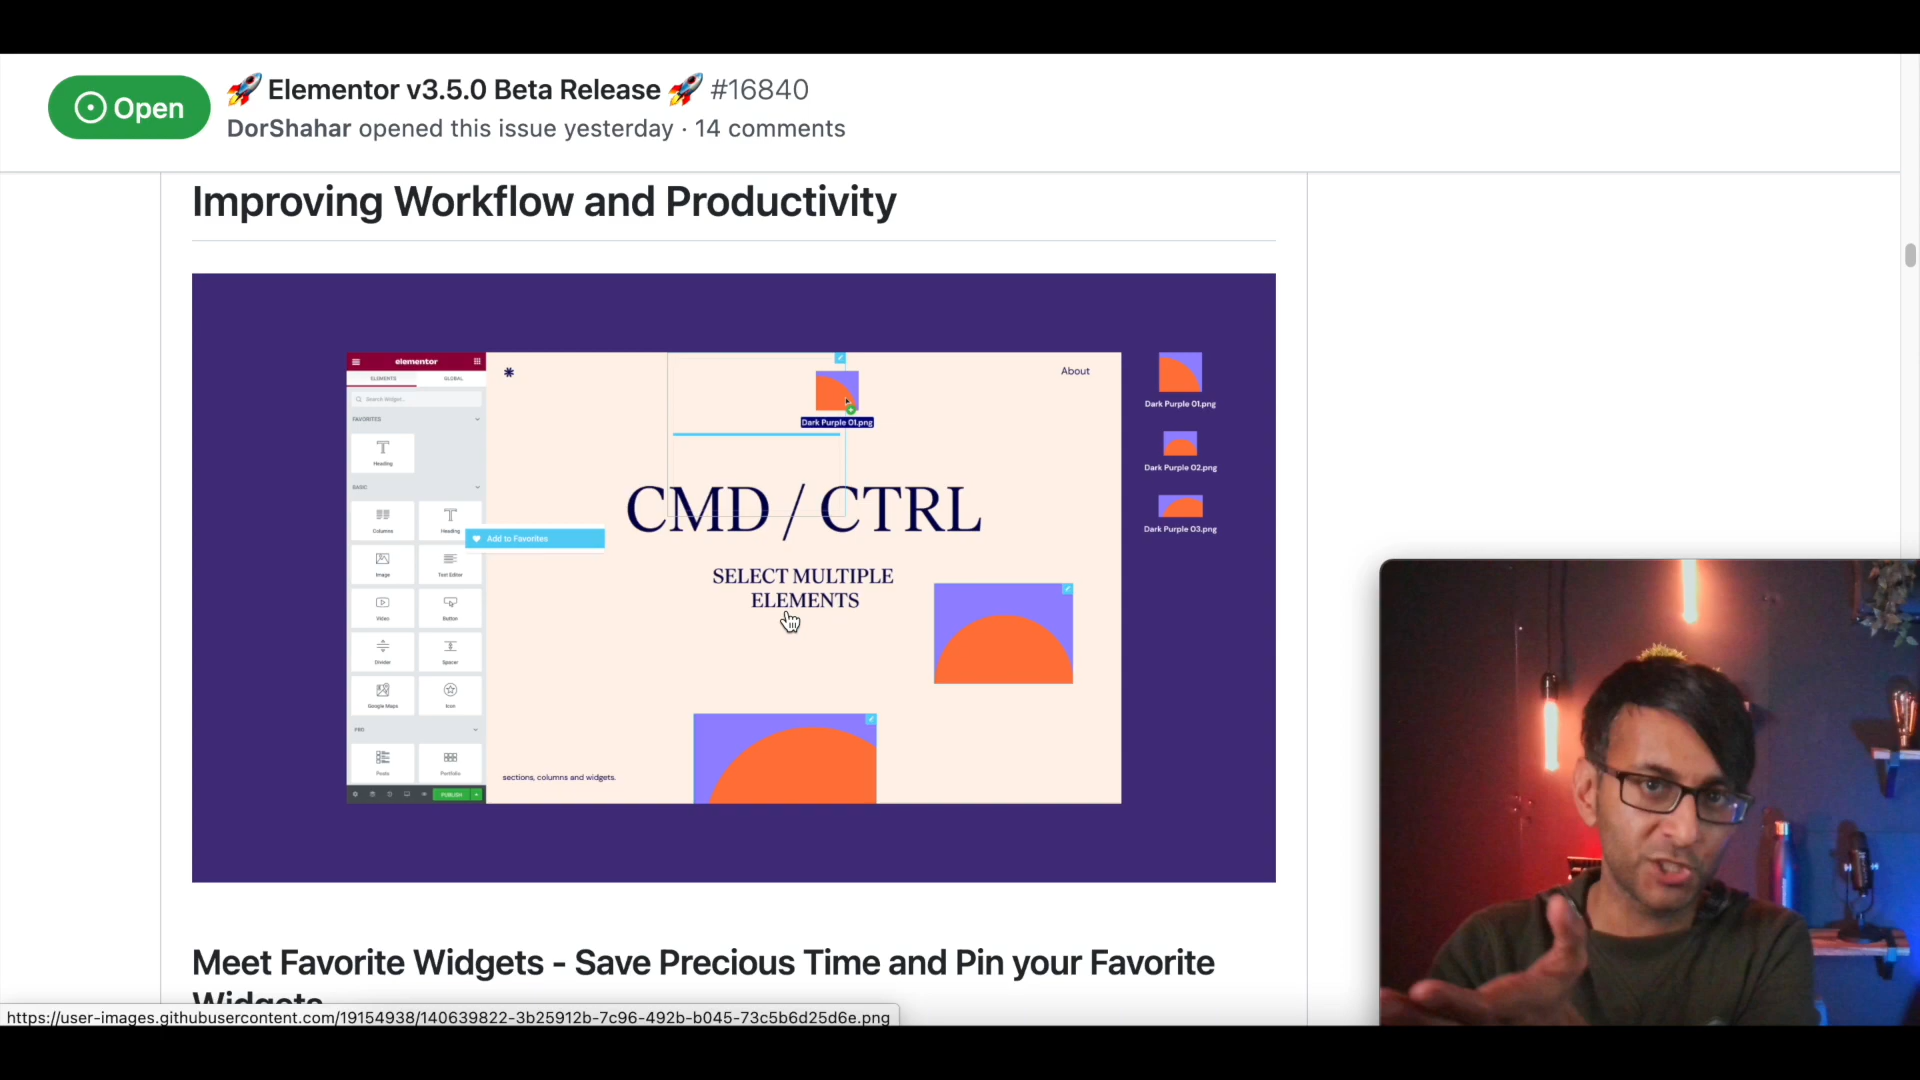 Open
🚀 Elementor v3.5.0 Beta Release 🚀 #16840
DorShahar opened this issue yesterday · 14 comments
Improving Workflow and Productivity
elementor
ELEMENTS
GLOBAL
Search Widget...
FAVORITES
Heading
BASIC
Columns
Heading
Add to Favorites
Image
Text Editor
Video
Button
Divider
Spacer
Google Maps
Icon
PRO
Posts
Portfolio
PUBLISH
About
Dark Purple 01.png
CMD / CTRL
SELECT MULTIPLE
ELEMENTS
sections, columns and widgets.
Dark Purple 01.png
Dark Purple 02.png
Dark Purple 03.png
Meet Favorite Widgets - Save Precious Time and Pin your Favorite
Widgets
https://user-images.githubusercontent.com/19154938/140639822-3b25912b-7c96-492b-b045-73c5b6d25d6e.png